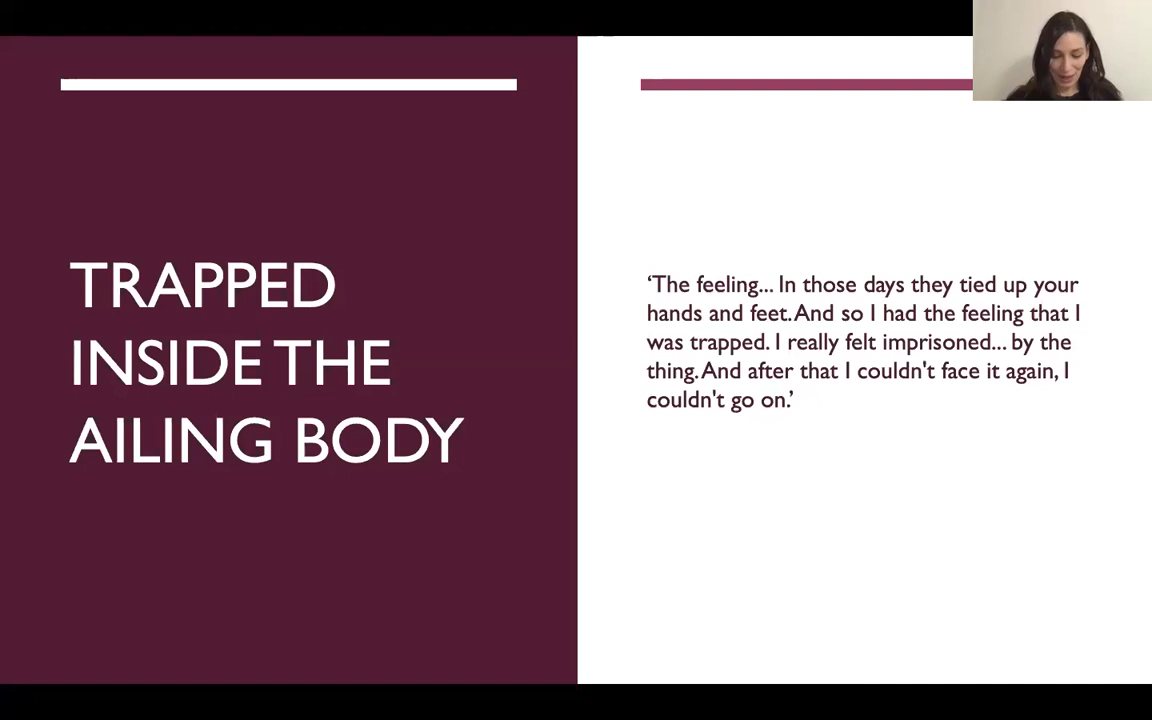 TRAPPED
INSIDE THE
AILING BODY
‘The feeling... In those days they tied up your
hands and feet. And so I had the feeling that I
was trapped. I really felt imprisoned... by the
thing. And after that I couldn't face it again, I
couldn't go on.’